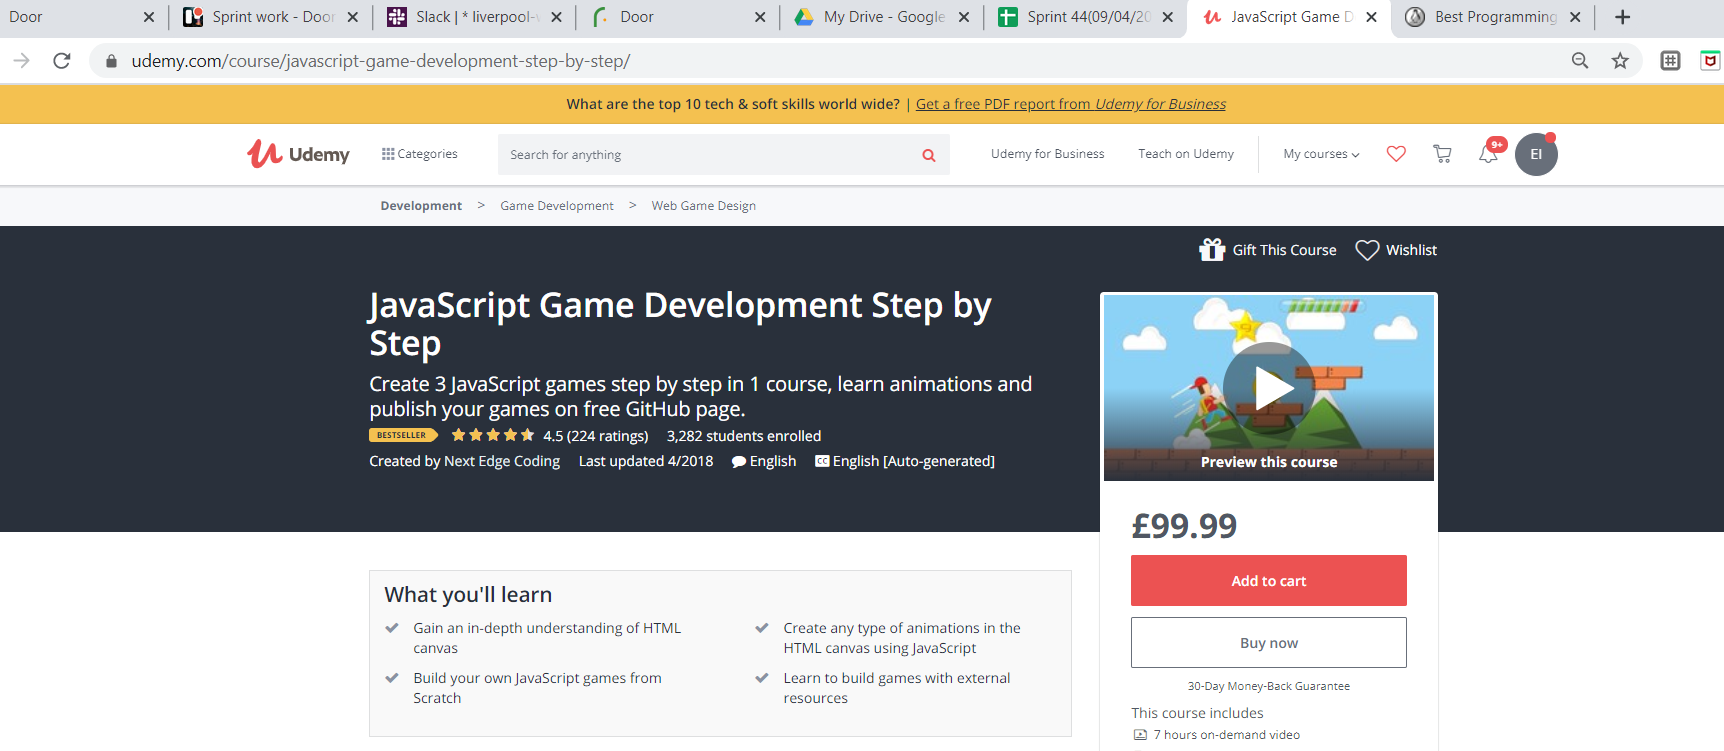 Door
Sprint work - Door
Slack | * liverpool-
Door
My Drive - Google
Sprint 44(09/04/20
JavaScript Game D
Best Programming
udemy.com/course/javascript-game-development-step-by-step/
What are the top 10 tech & soft skills world wide? | Get a free PDF report from Udemy for Business
Udemy
Categories
Search for anything
Udemy for Business
Teach on Udemy
My courses
9+
EI
Development > Game Development > Web Game Design
Gift This Course
Wishlist
JavaScript Game Development Step by
Step
Create 3 JavaScript games step by step in 1 course, learn animations and
publish your games on free GitHub page.
BESTSELLER 4.5 (224 ratings) 3,282 students enrolled
Created by Next Edge Coding Last updated 4/2018 English CC English [Auto-generated]
Preview this course
£99.99
Add to cart
Buy now
30-Day Money-Back Guarantee
This course includes
7 hours on-demand video
What you'll learn
Gain an in-depth understanding of HTML
canvas
Build your own JavaScript games from
Scratch
Create any type of animations in the
HTML canvas using JavaScript
Learn to build games with external
resources